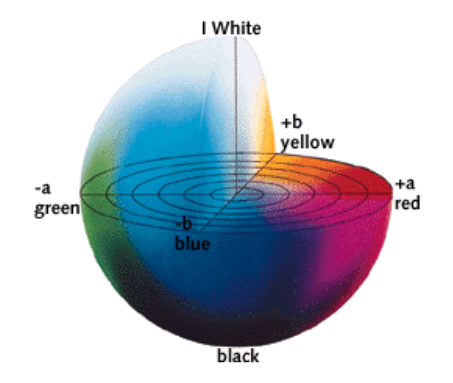 I White
+b
yellow
-a
green
+a
red
-b
blue
black